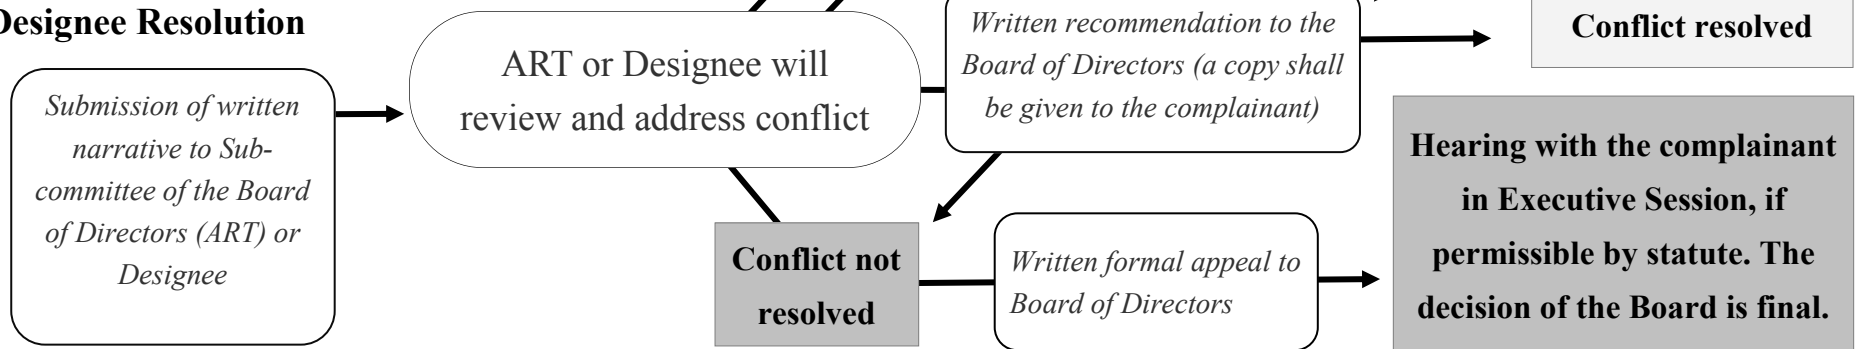 Designee Resolution
Submission of written
narrative to Sub-
committee of the Board
of Directors (ART) or
Designee
ART or Designee will
review and address conflict
Written recommendation to the
Board of Directors (a copy shall
be given to the complainant)
Conflict resolved
Conflict not
resolved
Written formal appeal to
Board of Directors
Hearing with the complainant
in Executive Session, if
permissible by statute. The
decision of the Board is final.